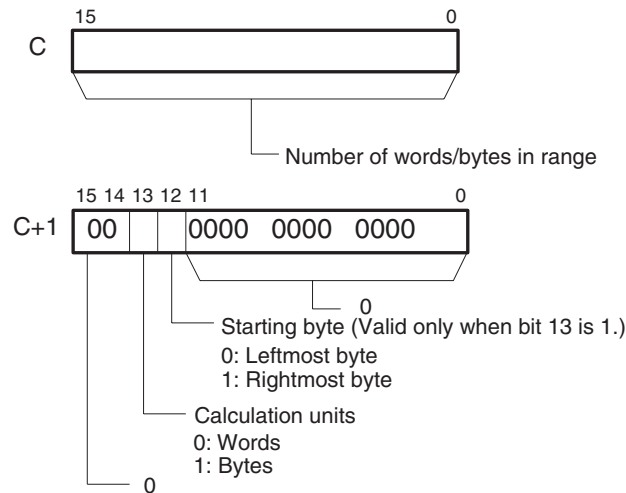 15 0
C
Number of words/bytes in range
15 14 13 12 11 0
C+1 00 0000 0000 0000
0
Starting byte (Valid only when bit 13 is 1.)
0: Leftmost byte
1: Rightmost byte
Calculation units
0: Words
1: Bytes
0